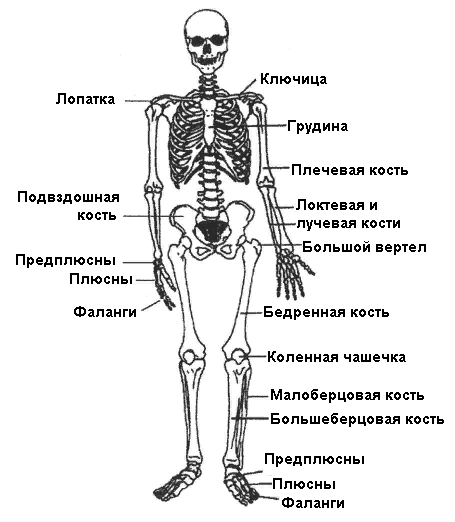 Ключица
Лопатка
Грудина
Плечевая кость
Подвздошная
кость
Локтевая и
лучевая кости
Большой вертел
Предплюсны
Плюсны
Фаланги
Бедренная кость
Коленная чашечка
Малоберцовая кость
Большеберцовая кость
Предплюсны
Плюсны
Фаланги